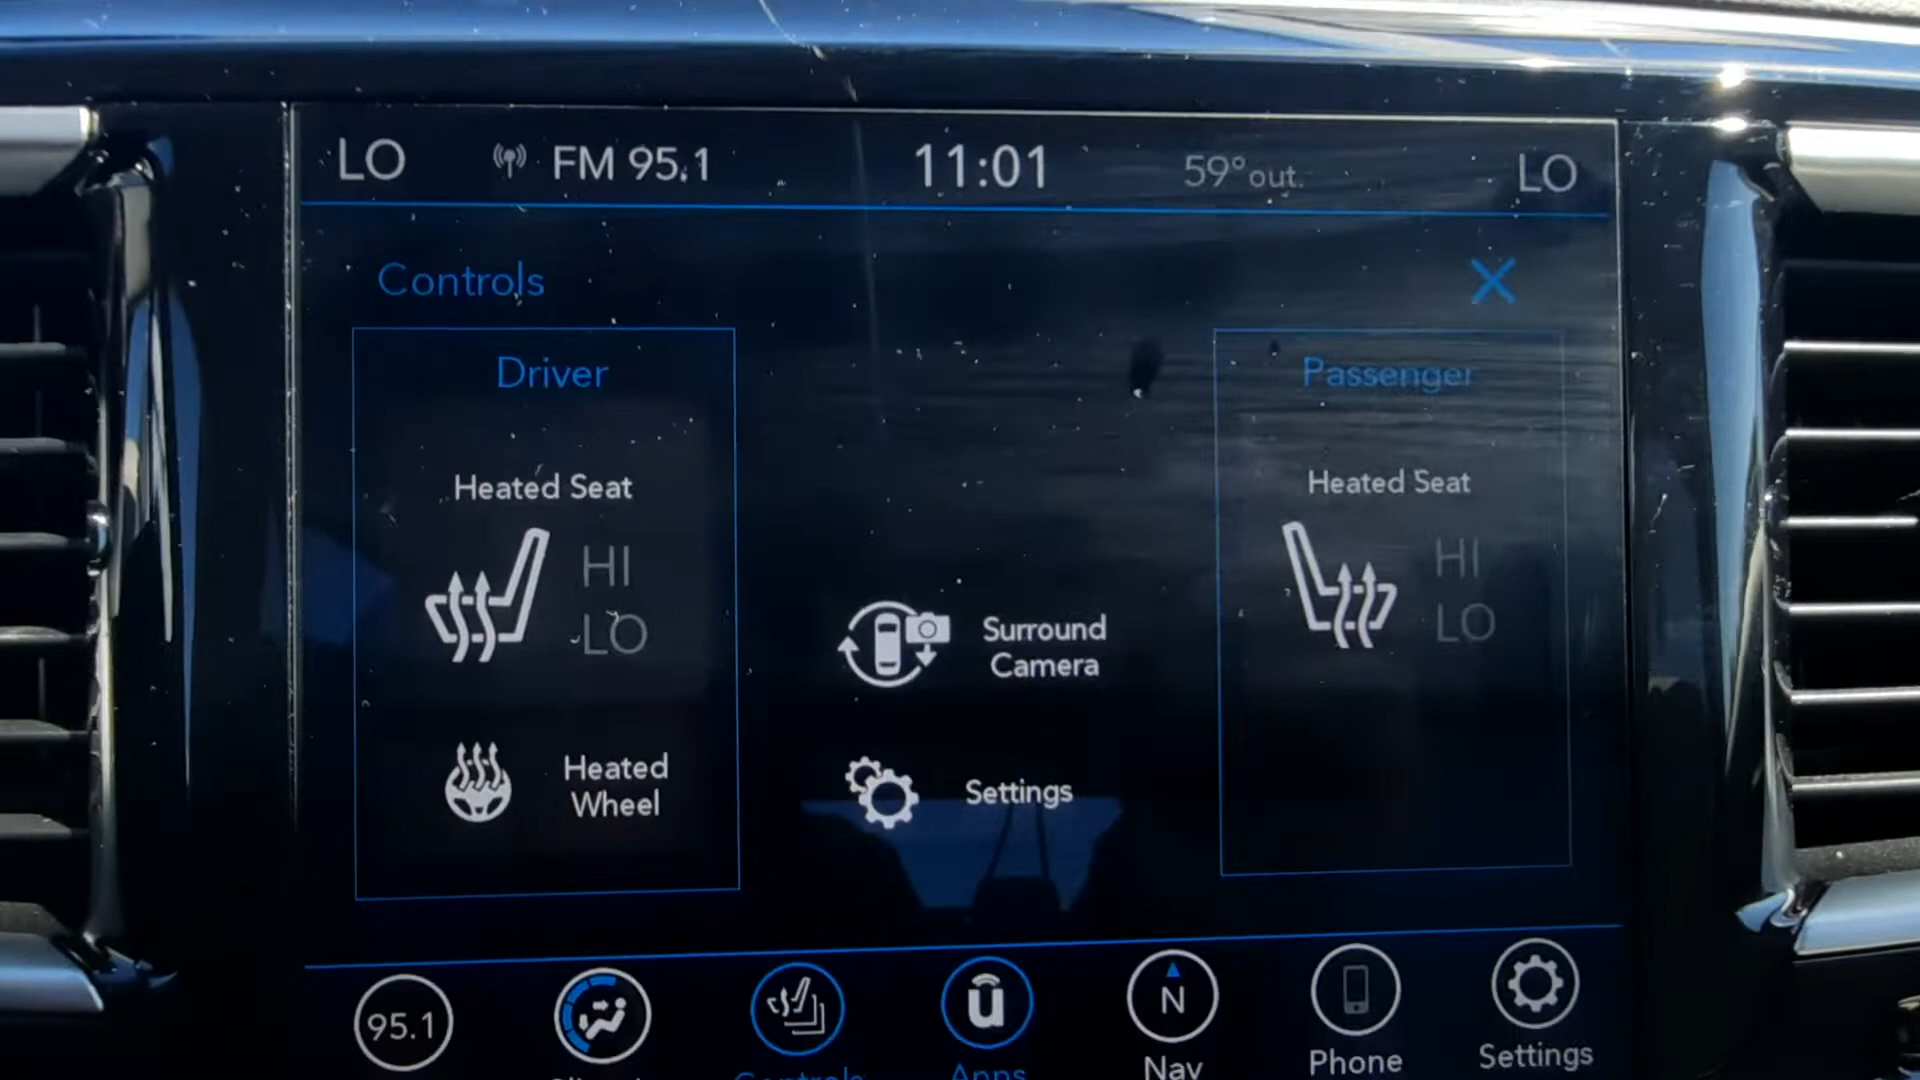 LO FM 95.1 11:01 59° out. LO
Controls X
Driver
Passenger
Heated Seat
HI
LO
Heated
Wheel
Surround
Camera
Settings
Heated Seat
HI
LO
95.1
Controls
u
Apps
N
Nav
Phone
Settings